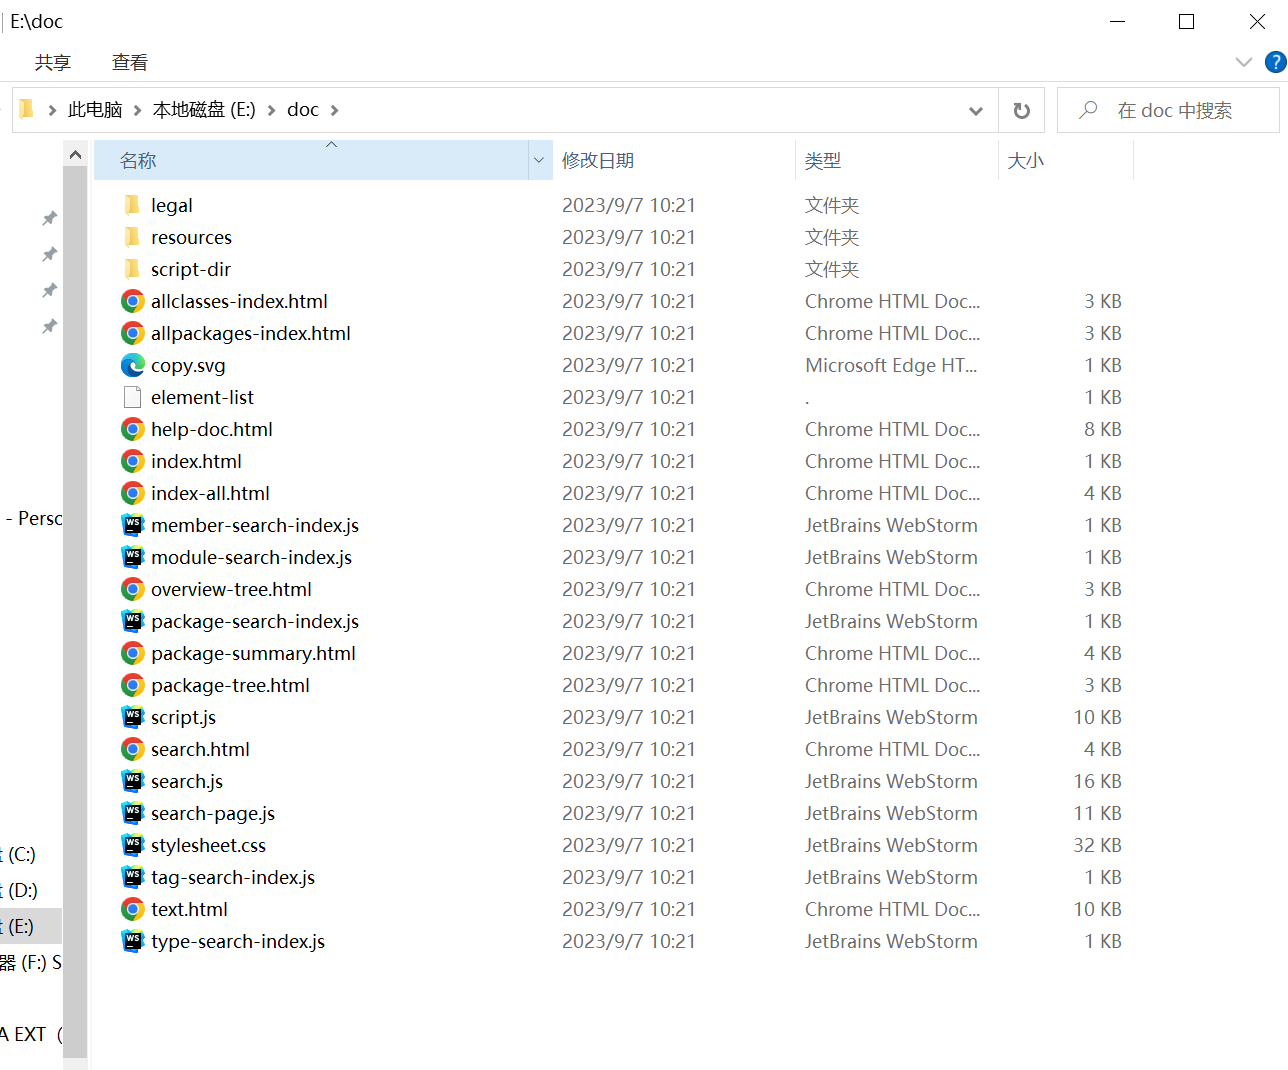 E:\doc
共享 查看
此电脑 本地磁盘 (E:) doc 在 doc 中搜索
名称 修改日期 类型 大小
legal 2023/9/7 10:21 文件夹
resources 2023/9/7 10:21 文件夹
script-dir 2023/9/7 10:21 文件夹
allclasses-index.html 2023/9/7 10:21 Chrome HTML Doc... 3 KB
allpackages-index.html 2023/9/7 10:21 Chrome HTML Doc... 3 KB
copy.svg 2023/9/7 10:21 Microsoft Edge HT... 1 KB
element-list 2023/9/7 10:21 . 1 KB
help-doc.html 2023/9/7 10:21 Chrome HTML Doc... 8 KB
index.html 2023/9/7 10:21 Chrome HTML Doc... 1 KB
index-all.html 2023/9/7 10:21 Chrome HTML Doc... 4 KB
- Perso
member-search-index.js 2023/9/7 10:21 JetBrains WebStorm 1 KB
module-search-index.js 2023/9/7 10:21 JetBrains WebStorm 1 KB
overview-tree.html 2023/9/7 10:21 Chrome HTML Doc... 3 KB
package-search-index.js 2023/9/7 10:21 JetBrains WebStorm 1 KB
package-summary.html 2023/9/7 10:21 Chrome HTML Doc... 4 KB
package-tree.html 2023/9/7 10:21 Chrome HTML Doc... 3 KB
script.js 2023/9/7 10:21 JetBrains WebStorm 10 KB
search.html 2023/9/7 10:21 Chrome HTML Doc... 4 KB
search.js 2023/9/7 10:21 JetBrains WebStorm 16 KB
search-page.js 2023/9/7 10:21 JetBrains WebStorm 11 KB
stylesheet.css 2023/9/7 10:21 JetBrains WebStorm 32 KB
(C:)
tag-search-index.js 2023/9/7 10:21 JetBrains WebStorm 1 KB
(D:)
text.html 2023/9/7 10:21 Chrome HTML Doc... 10 KB
(E:)
type-search-index.js 2023/9/7 10:21 JetBrains WebStorm 1 KB
器 (F:) S
A EXT (